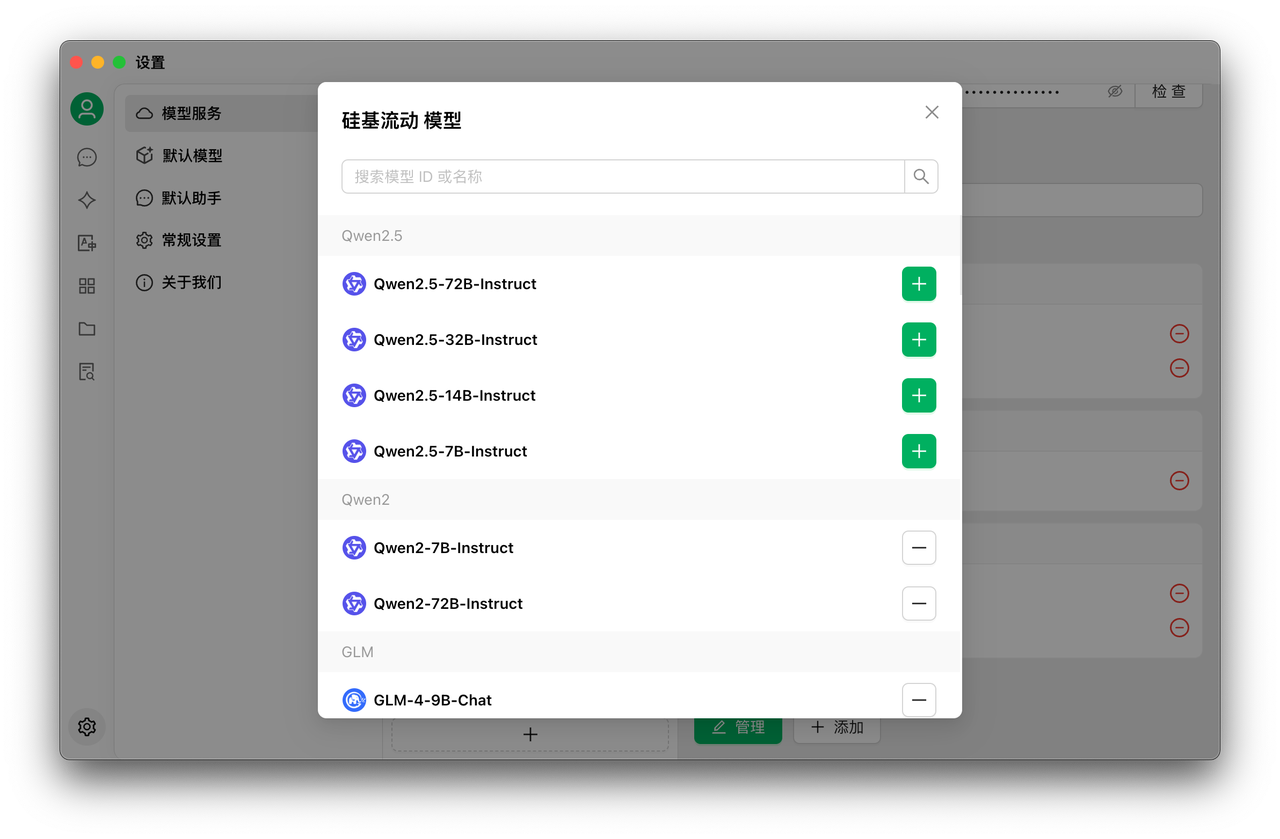 设置
模型服务
默认模型
默认助手
常规设置
关于我们
检 查
硅基流动 模型
搜索模型 ID 或名称
Qwen2.5
Qwen2.5-72B-Instruct
Qwen2.5-32B-Instruct
Qwen2.5-14B-Instruct
Qwen2.5-7B-Instruct
Qwen2
Qwen2-7B-Instruct
Qwen2-72B-Instruct
GLM
GLM-4-9B-Chat
管理
添加